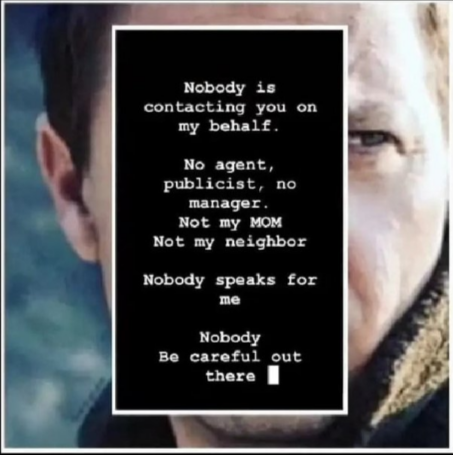 Nobody is
contacting you on
my behalf.
No agent,
publicist, no
manager.
Not my MOM
Not my neighbor
Nobody speaks for
me
Nobody
Be careful out
there